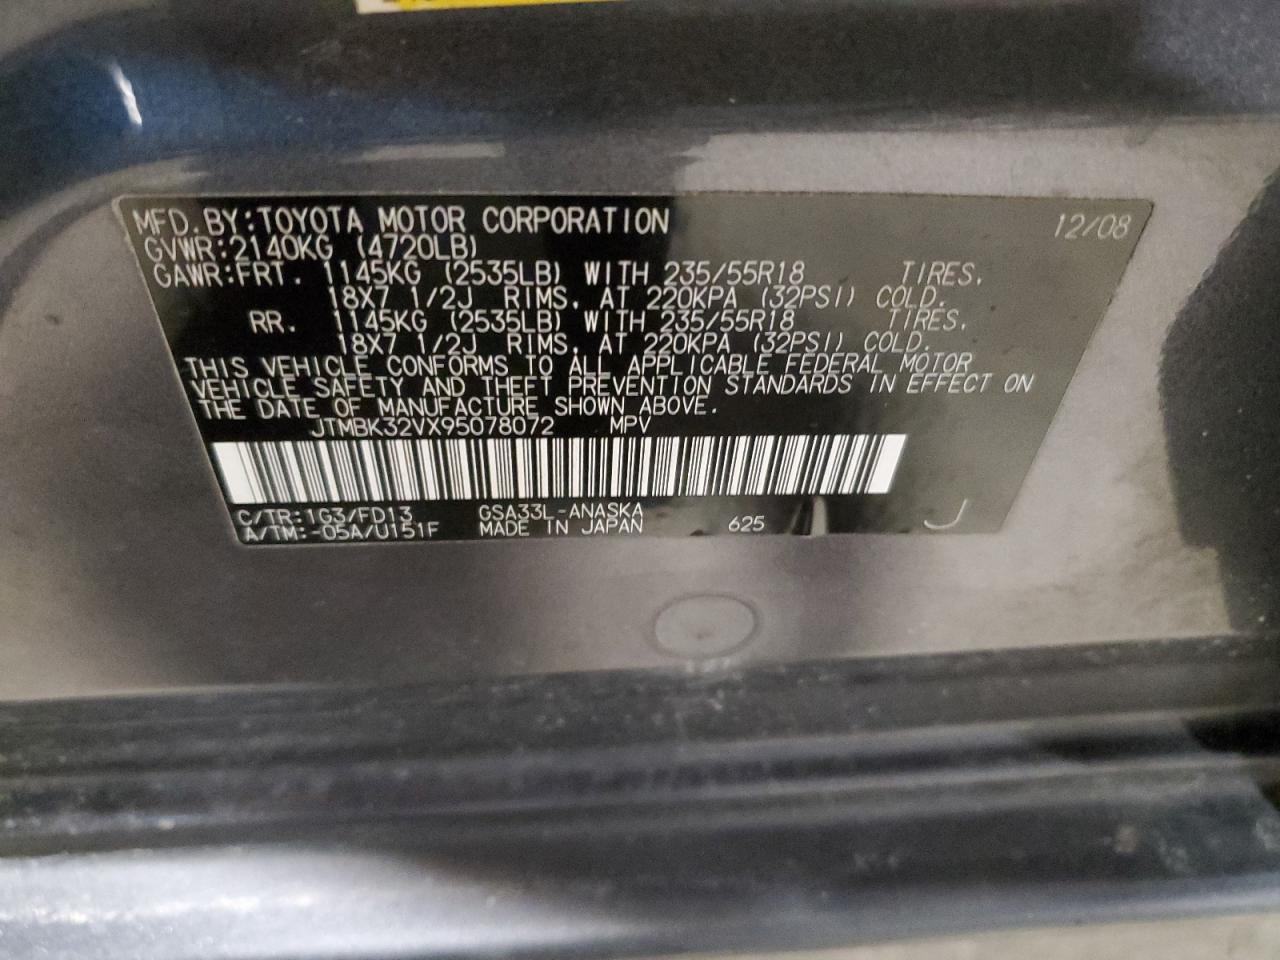 MFD.BY:TOYOTA MOTOR CORPORATION 12/08
GVWR:2140KG (4720LB)
GAWR:FRT. 1145KG (2535LB) WITH 235/55R18 TIRES,
18X7 1/2J RIMS, AT 220KPA (32PSI) COLD.
RR. 1145KG (2535LB) WITH 235/55R18 TIRES,
18X7 1/2J RIMS, AT 220KPA (32PSI) COLD.
THIS VEHICLE CONFORMS TO ALL APPLICABLE FEDERAL MOTOR
VEHICLE SAFETY AND THEFT PREVENTION STANDARDS IN EFFECT ON
THE DATE OF MANUFACTURE SHOWN ABOVE.
JTMBK32VX95078072 MPV
C/TR:1G3/FD13 GSA33L-ANASKA
A/TM:-05A/U151F MADE IN JAPAN 625 J